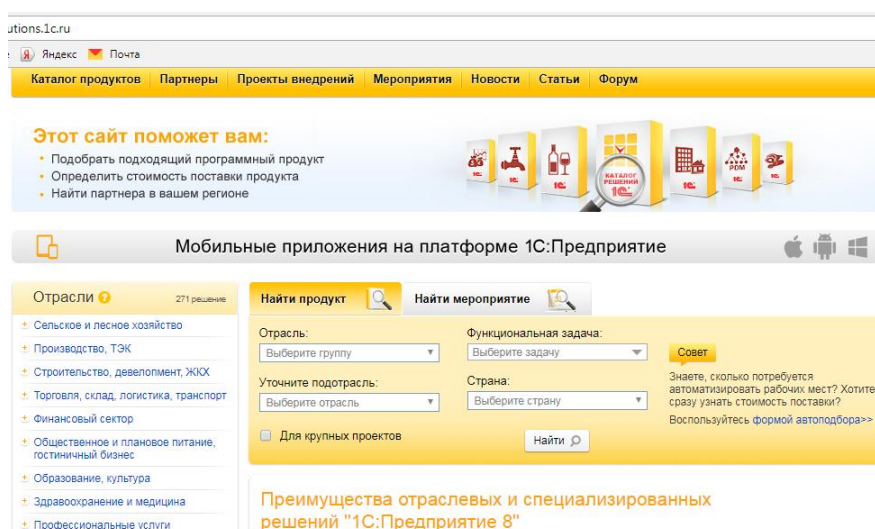 utions.1c.ru
Яндекс Почта
Каталог продуктов Партнеры Проекты внедрений Мероприятия Новости Статьи Форум
Этот сайт поможет вам:
• Подобрать подходящий программный продукт
• Определить стоимость поставки продукта
• Найти партнера в вашем регионе
КАТАЛОГ
РЕШЕНИЙ
1С
PDM
Мобильные приложения на платформе 1С:Предприятие
Отрасли ? 271 решение
+ Сельское и лесное хозяйство
+ Производство, ТЭК
+ Строительство, девелопмент, ЖКХ
+ Торговля, склад, логистика, транспорт
+ Финансовый сектор
+ Общественное и плановое питание,
гостиничный бизнес
+ Образование, культура
+ Здравоохранение и медицина
+ Профессиональные услуги
Найти продукт Найти мероприятие
Отрасль: Функциональная задача:
Выберите группу Выберите задачу
Уточните подотрасль: Страна:
Выберите отрасль Выберите страну
Для крупных проектов Найти
Совет
Знаете, сколько потребуется
автоматизировать рабочих мест? Хотите
сразу узнать стоимость поставки?
Воспользуйтесь формой автоподбора>>
Преимущества отраслевых и специализированных
решений "1С:Предприятие 8"